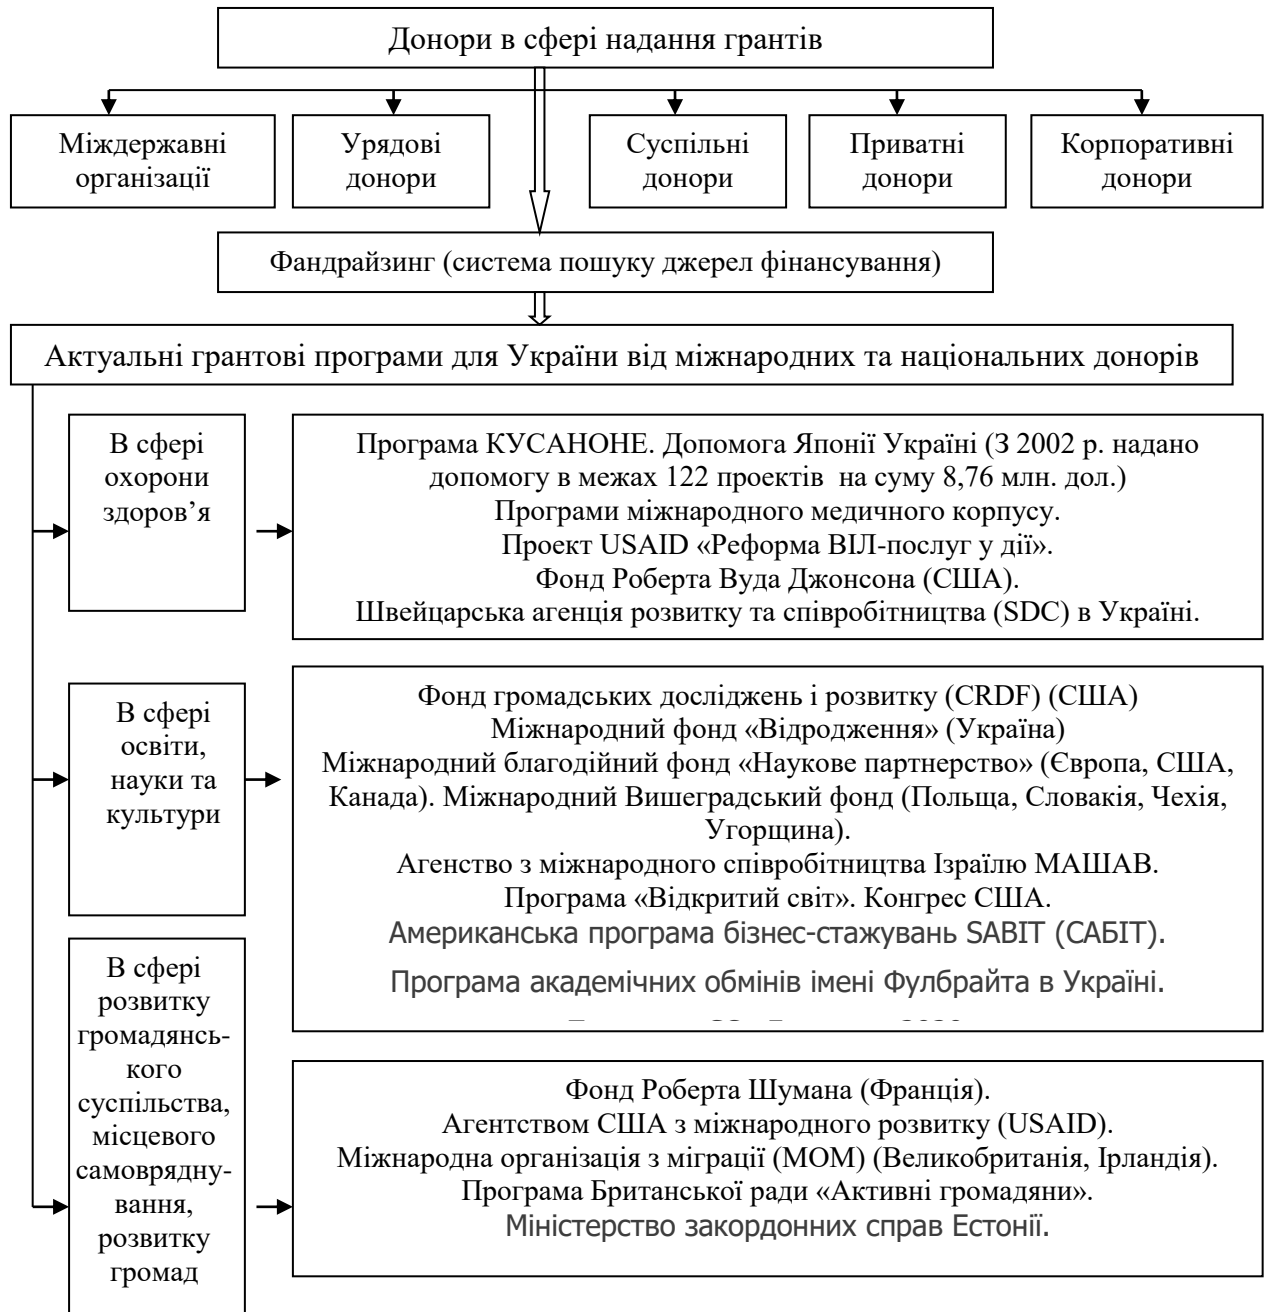 Донори в сфері надання грантів
Міждержавні
організації
Урядові
донори
Суспільні
донори
Приватні
донори
Корпоративні
донори
Фандрайзинг (система пошуку джерел фінансування)
Актуальні грантові програми для України від міжнародних та національних донорів
В сфері
охорони
здоров’я
Програма КУСАНОНЕ. Допомога Японії Україні (З 2002 р. надано
допомогу в межах 122 проектів на суму 8,76 млн. дол.)
Програми міжнародного медичного корпусу.
Проект USAID «Реформа ВІЛ-послуг у дії».
Фонд Роберта Вуда Джонсона (США).
Швейцарська агенція розвитку та співробітництва (SDC) в Україні.
В сфері
освіти,
науки та
культури
Фонд громадських досліджень і розвитку (CRDF) (США)
Міжнародний фонд «Відродження» (Україна)
Міжнародний благодійний фонд «Наукове партнерство» (Європа, США,
Канада). Міжнародний Вишеградський фонд (Польща, Словакія, Чехія,
Угорщина).
Агенство з міжнародного співробітництва Ізраїлю МАШАВ.
Програма «Відкритий світ». Конгрес США.
Американська програма бізнес-стажувань SABIT (САБІТ).
Програма академічних обмінів імені Фулбрайта в Україні.
В сфері
розвитку
громадянсь-
кого
суспільства,
місцевого
самоврядну-
вання,
розвитку
громад
Фонд Роберта Шумана (Франція).
Агентством США з міжнародного розвитку (USAID).
Міжнародна організація з міграції (МОМ) (Великобританія, Ірландія).
Програма Британської ради «Активні громадяни».
Міністерство закордонних справ Естонії.